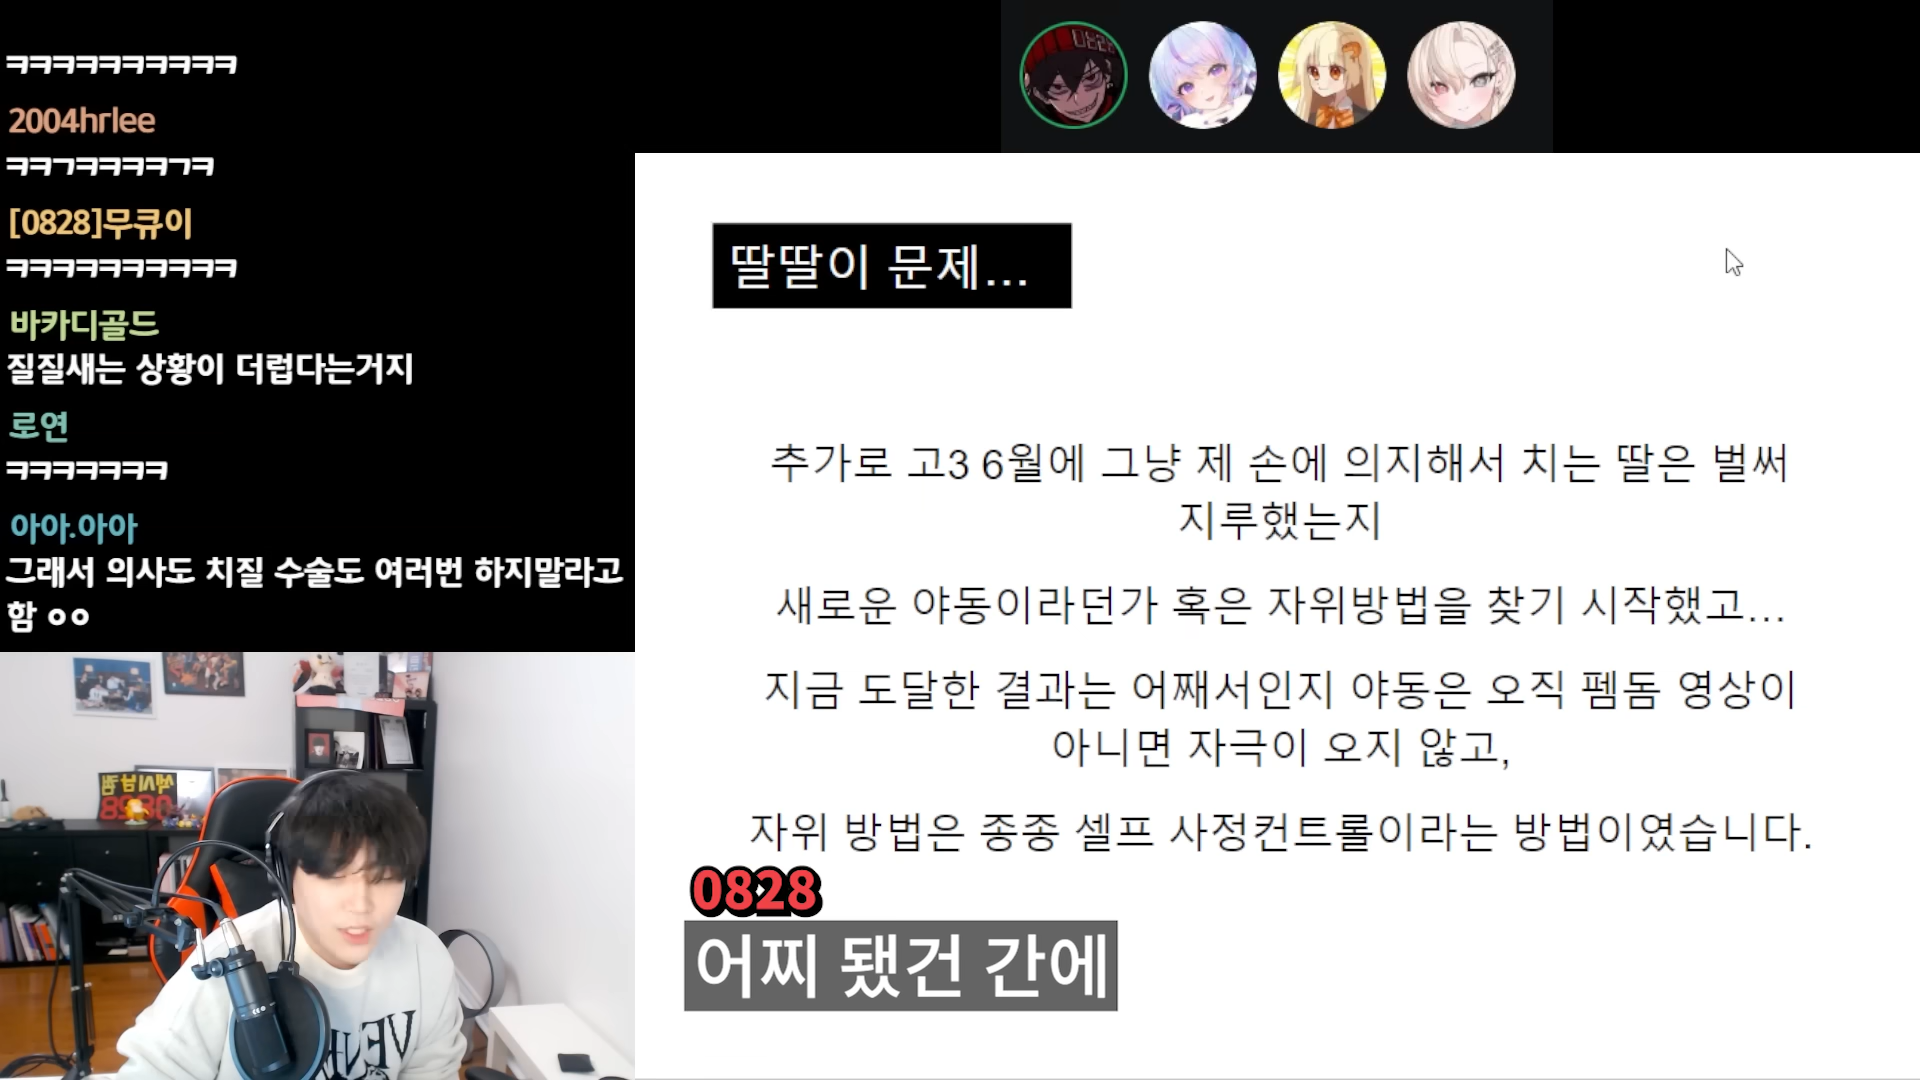 ㅋㅋㅋㅋㅋㅋㅋㅋㅋㅋ
2004hrlee
ㅋㅋㄱㅋㅋㅋㅋㄱㅋ
[0828]무큐이
ㅋㅋㅋㅋㅋㅋㅋㅋㅋㅋ
바카디골드
질질새는 상황이 더럽다는거지
로연
ㅋㅋㅋㅋㅋㅋㅋ
아아.아아
그래서 의사도 치질 수술도 여러번 하지말라고
함 ㅇㅇ
딸딸이 문제...
추가로 고3 6월에 그냥 제 손에 의지해서 치는 딸은 벌써
지루했는지
새로운 야동이라던가 혹은 자위방법을 찾기 시작했고...
지금 도달한 결과는 어째서인지 야동은 오직 펨돔 영상이
아니면 자극이 오지 않고,
자위 방법은 종종 셀프 사정컨트롤이라는 방법이였습니다.
0828
어찌 됐건 간에